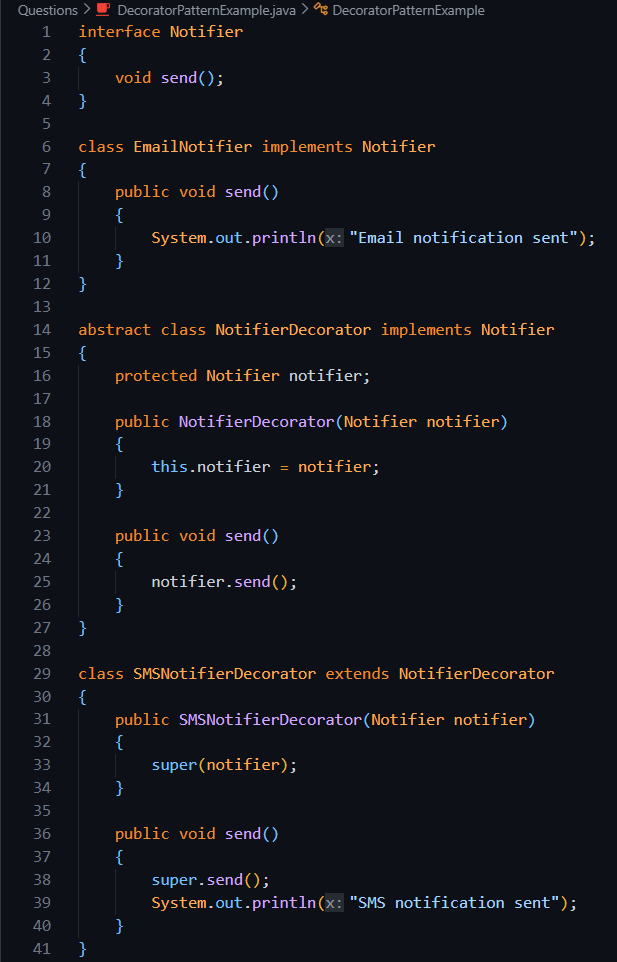 Questions > DecoratorPatternExample.java > DecoratorPatternExample
1 interface Notifier
2 {
3     void send();
4 }
5
6 class EmailNotifier implements Notifier
7 {
8     public void send()
9     {
10         System.out.println(x: "Email notification sent");
11     }
12 }
13
14 abstract class NotifierDecorator implements Notifier
15 {
16     protected Notifier notifier;
17
18     public NotifierDecorator(Notifier notifier)
19     {
20         this.notifier = notifier;
21     }
22
23     public void send()
24     {
25         notifier.send();
26     }
27 }
28
29 class SMSNotifierDecorator extends NotifierDecorator
30 {
31     public SMSNotifierDecorator(Notifier notifier)
32     {
33         super(notifier);
34     }
35
36     public void send()
37     {
38         super.send();
39         System.out.println(x: "SMS notification sent");
40     }
41 }